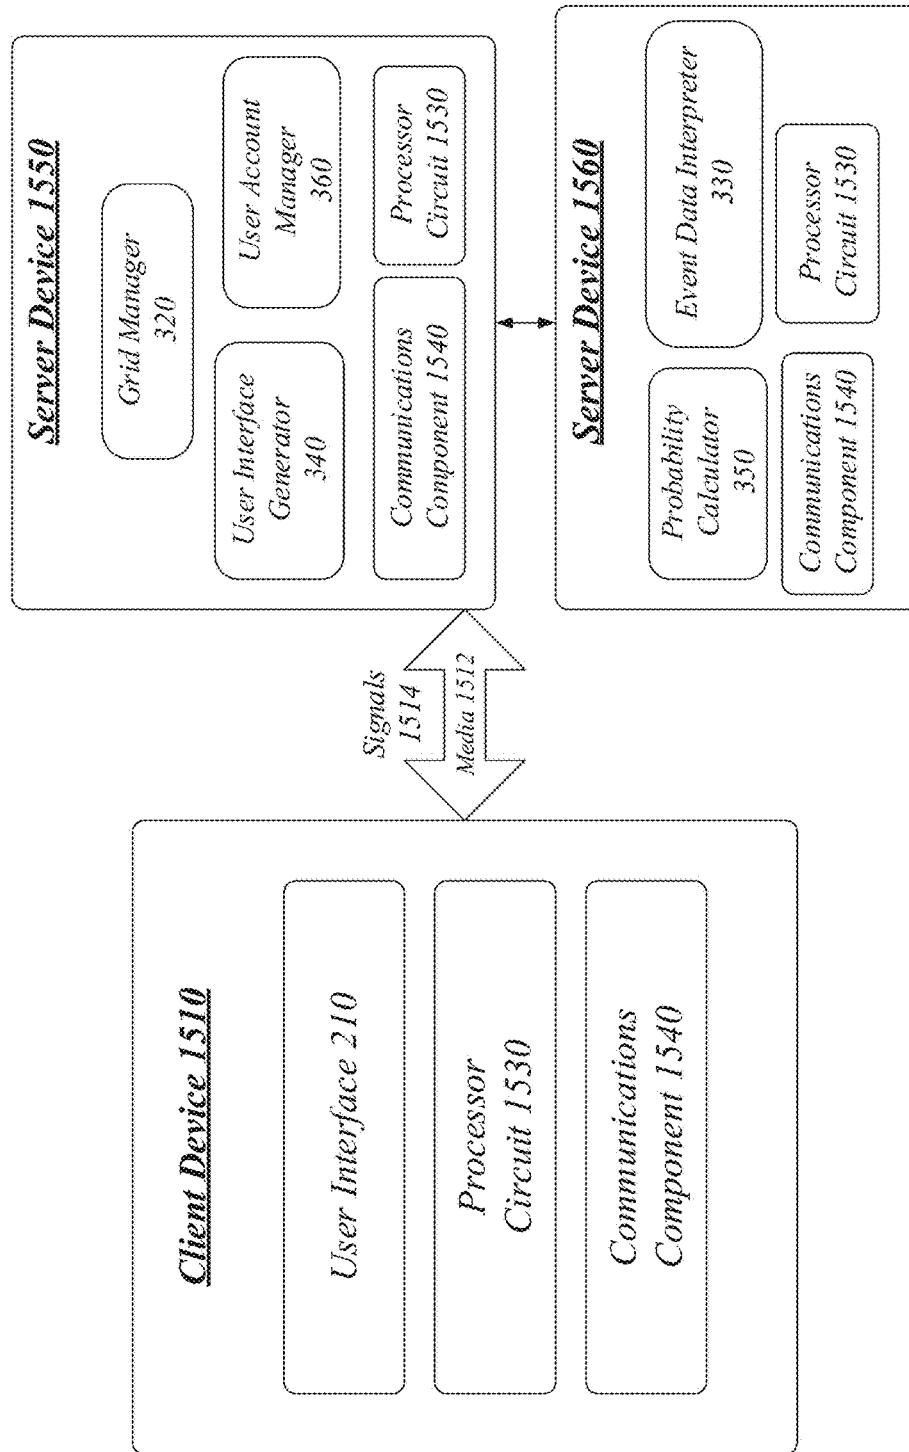 Client Device 1510
User Interface 210
Processor
Circuit 1530
Communications
Component 1540
Signals
1514
Media 1512
Server Device 1550
Grid Manager
320
User Interface
Generator
340
User Account
Manager
360
Communications
Component 1540
Processor
Circuit 1530
Server Device 1560
Probability
Calculator
350
Event Data Interpreter
330
Communications
Component 1540
Processor
Circuit 1530